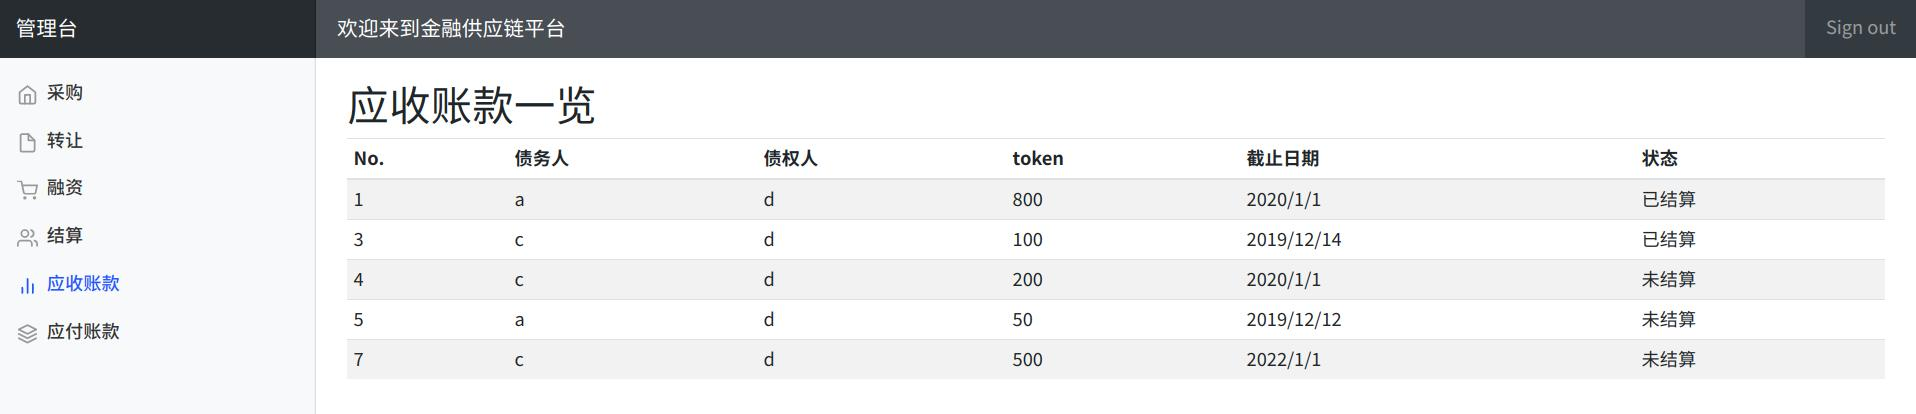 管理台
欢迎来到金融供应链平台
Sign out
采购
转让
融资
结算
应收账款
应付账款
应收账款一览
No. 债务人 债权人 token 截止日期 状态
1 a d 800 2020/1/1 已结算
3 c d 100 2019/12/14 已结算
4 c d 200 2020/1/1 未结算
5 a d 50 2019/12/12 未结算
7 c d 500 2022/1/1 未结算